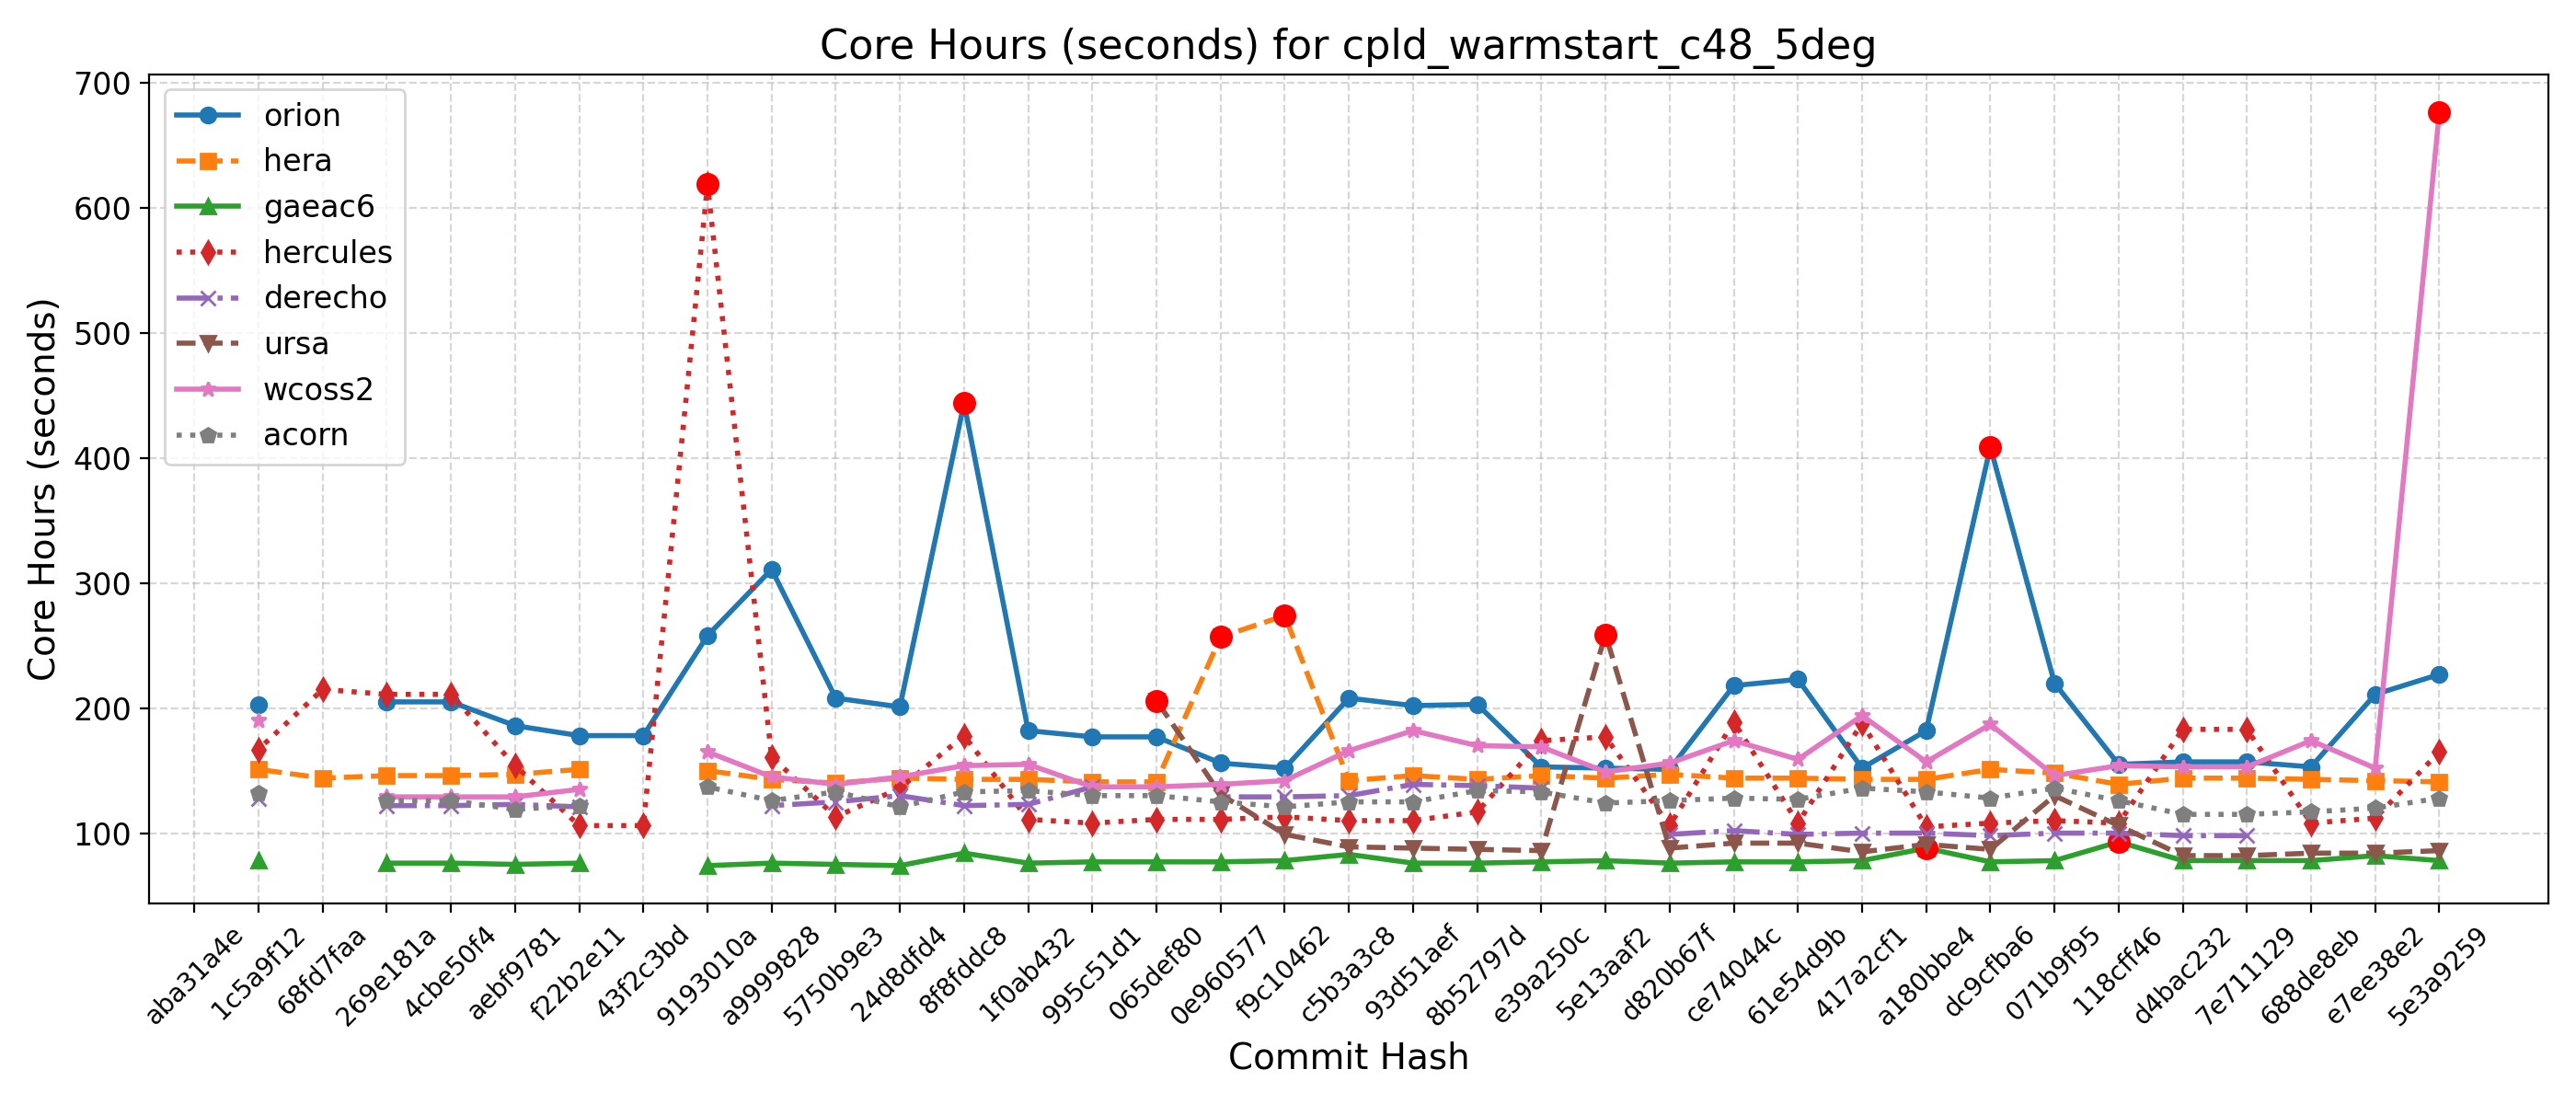 Core Hours (seconds) for cpld_warmstart_c48_5deg
Core Hours (seconds)
700
600
500
400
300
200
100
orion
hera
gaeac6
hercules
derecho
ursa
wcoss2
acorn
aba31a4e
1c5a9f12
68fd7faa
269e181a
4cbe50f4
aebf9781
f22b2e11
43f2c3bd
9193010a
a9999828
5750b9e3
24d8dfd4
8f8fddc8
1f0ab432
995c51d1
065def80
0e960577
f9c10462
c5b3a3c8
93d51aef
8b52797d
e39a250c
5e13aaf2
d820b67f
ce74044c
61e54d9b
417a2cf1
a180bbe4
dc9cfba6
071b9f95
118cff46
d4bac232
7e711129
688de8eb
e7ee38e2
5e3a9259
Commit Hash